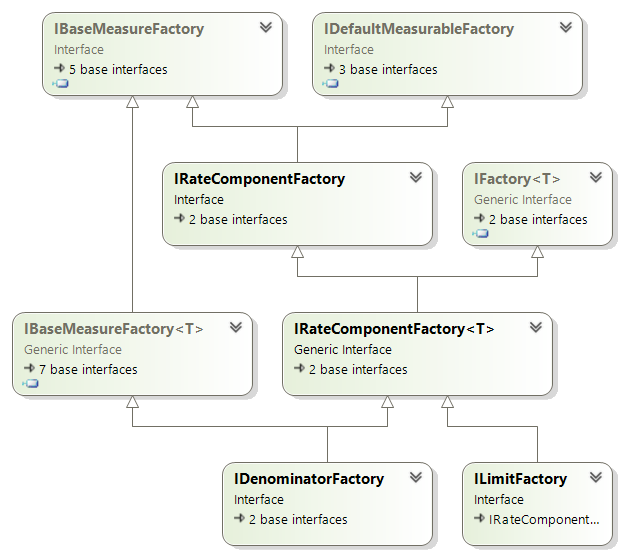 IBaseMeasureFactory
Interface
5 base interfaces
IDefaultMeasurableFactory
Interface
3 base interfaces
IRateComponentFactory
Interface
2 base interfaces
IFactory<T>
Generic Interface
2 base interfaces
IBaseMeasureFactory<T>
Generic Interface
7 base interfaces
IRateComponentFactory<T>
Generic Interface
2 base interfaces
IDenominatorFactory
Interface
2 base interfaces
ILimitFactory
Interface
IRateComponent...